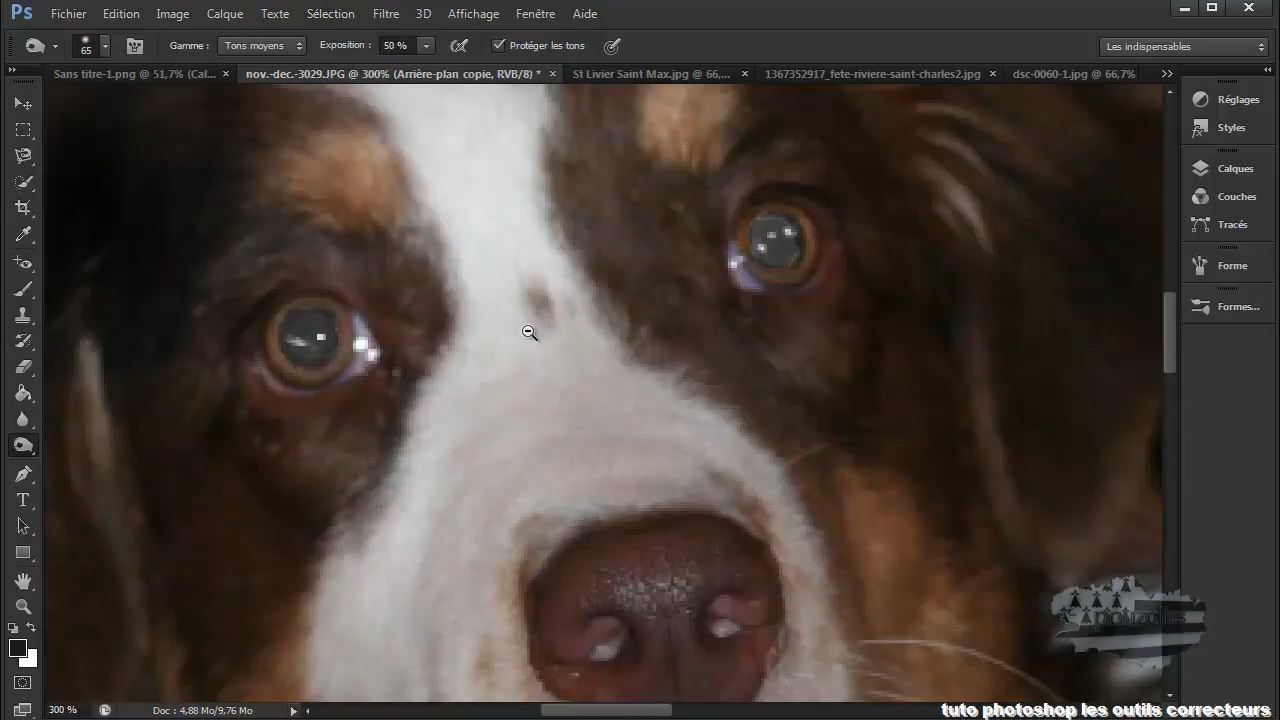 Ps Fichier Edition Image Calque Texte Sélection Filtre 3D Affichage Fenêtre Aide
65 Gamme : Tons moyens Exposition : 50 % Protéger les tons Les indispensables
Sans titre-1.png @ 51,7% (Cal... × nov.-dec.-3029.JPG @ 300% (Arrière-plan copie, RVB/8) * × St Livier Saint Max.jpg @ 66,... × 1367352917_fete-riviere-saint-charles2.jpg × dsc-0060-1.jpg @ 66,7%
Réglages
Styles
Calques
Couches
Tracés
Forme
Formes...
piouzolies
300 % Doc : 4,88 Mo/9,76 Mo
tuto photoshop les outils correcteurs